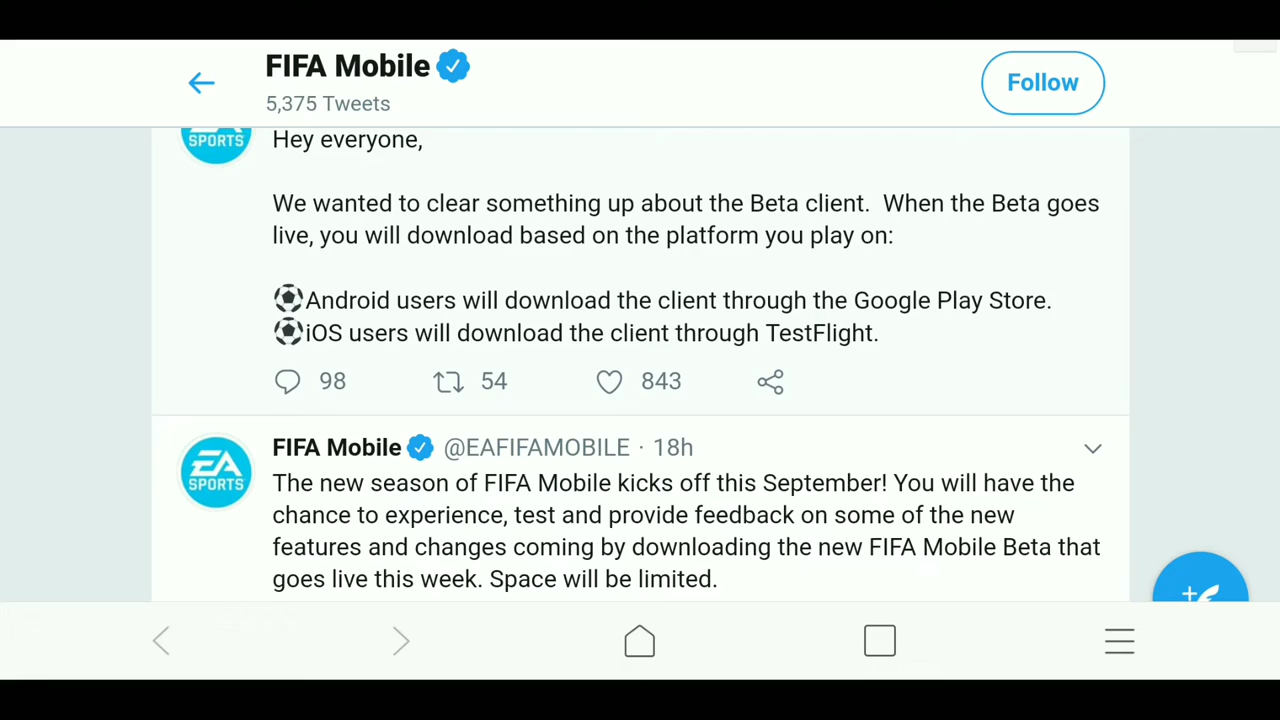 FIFA Mobile
5,375 Tweets
Follow
SPORTS
Hey everyone,
We wanted to clear something up about the Beta client. When the Beta goes
live, you will download based on the platform you play on:
⚽Android users will download the client through the Google Play Store.
⚽iOS users will download the client through TestFlight.
98 54 843
FIFA Mobile @EAFIFAMOBILE · 18h
EA
SPORTS
The new season of FIFA Mobile kicks off this September! You will have the
chance to experience, test and provide feedback on some of the new
features and changes coming by downloading the new FIFA Mobile Beta that
goes live this week. Space will be limited.